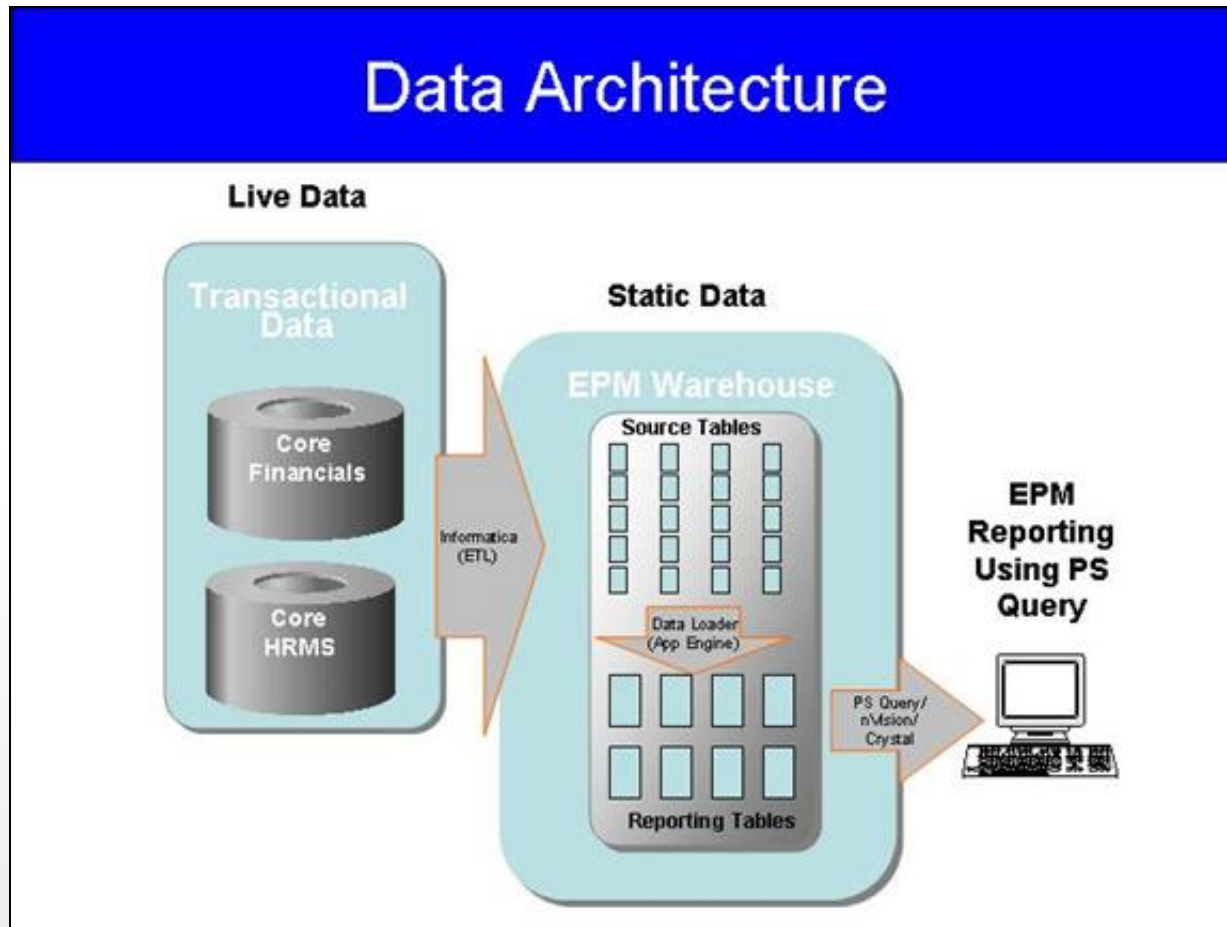 Data Architecture
Live Data
Transactional
Data
Core
Financials
Core
HRMS
Informatica
(ETL)
Static Data
EPM Warehouse
Source Tables
Data Loader
(App Engine)
Reporting Tables
PS Query/
nVision/
Crystal
EPM
Reporting
Using PS
Query